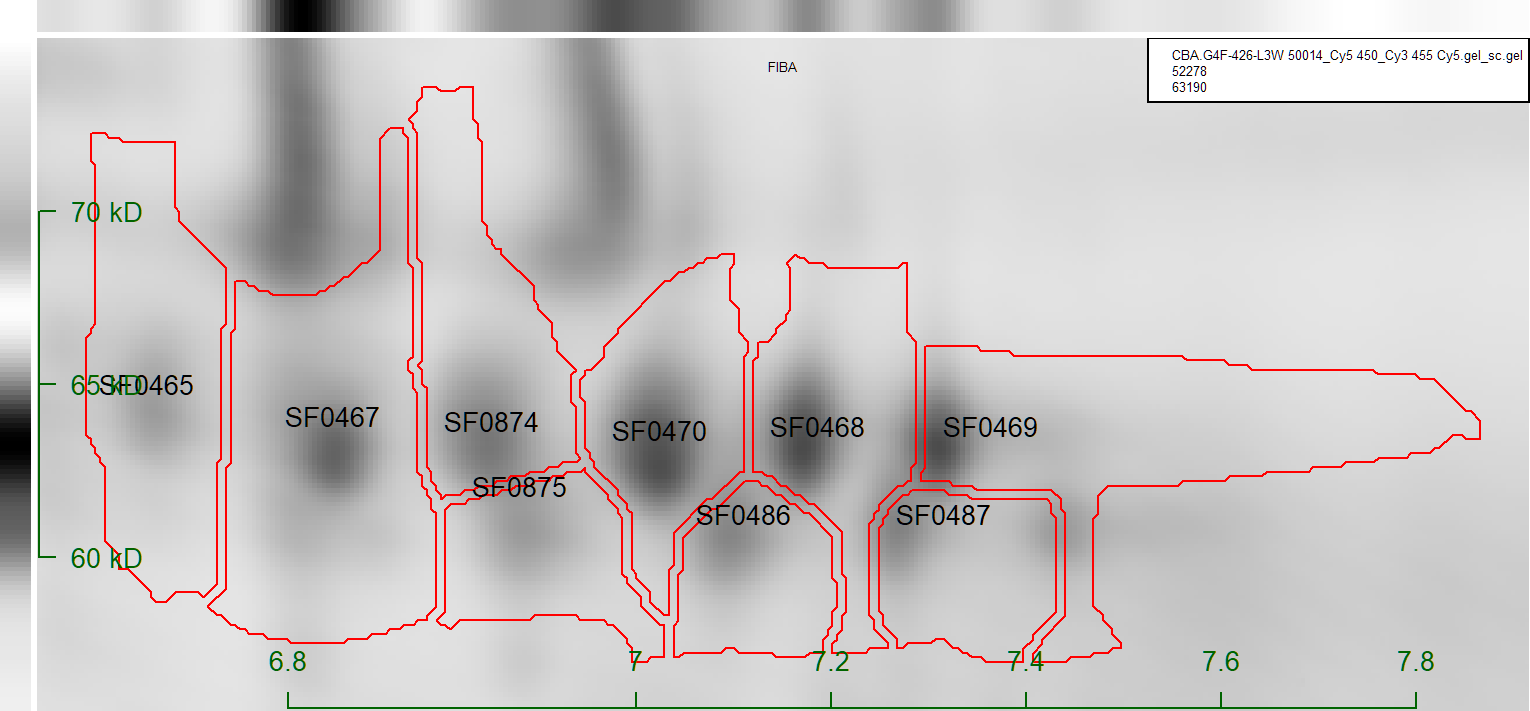 FIBA
CBA.G4F-426-L3W 50014_Cy5 450_Cy3 455 Cy5.gel_sc.gel
52278
63190
70 kD
65 kD
SF0465
SF0467
SF0874
SF0470
SF0468
SF0469
SF0875
SF0486
SF0487
60 kD
6.8
7
7.2
7.4
7.6
7.8